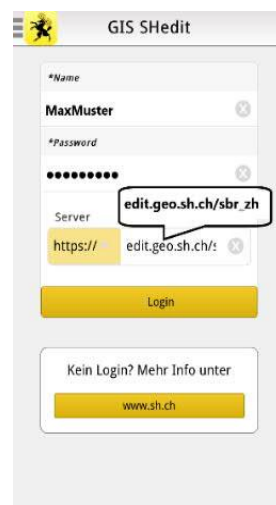 GIS SHedit
*Name
MaxMuster
*Password
●●●●●●●●●
edit.geo.sh.ch/sbr_zh
Server
https:// edit.geo.sh.ch/s
Login
Kein Login? Mehr Info unter
www.sh.ch